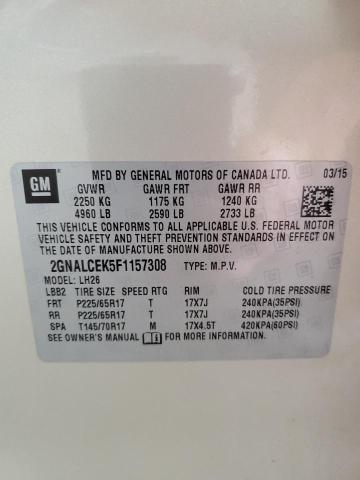 GM
MFD BY GENERAL MOTORS OF CANADA LTD. 03/15
GVWR GAWR FRT GAWR RR
2250 KG 1175 KG 1240 KG
4960 LB 2590 LB 2733 LB
THIS VEHICLE CONFORMS TO ALL APPLICABLE U.S. FEDERAL MOTOR
VEHICLE SAFETY, BUMPER, AND THEFT PREVENTION STANDARDS IN EFFECT ON
THE DATE OF MANUFACTURE SHOWN ABOVE.
2GNALCEK5F1157308 TYPE: M.P.V.
MODEL: LH26
LBB2 TIRE SIZE SPEED RTG RIM COLD TIRE PRESSURE
FRT P225/65R17 T 17X7J 240KPA(35PSI)
RR P225/65R17 T 17X7J 240KPA(35PSI)
SPA T145/70R17 M 17X4.5T 420KPA(60PSI)
SEE OWNER'S MANUAL FOR MORE INFORMATION